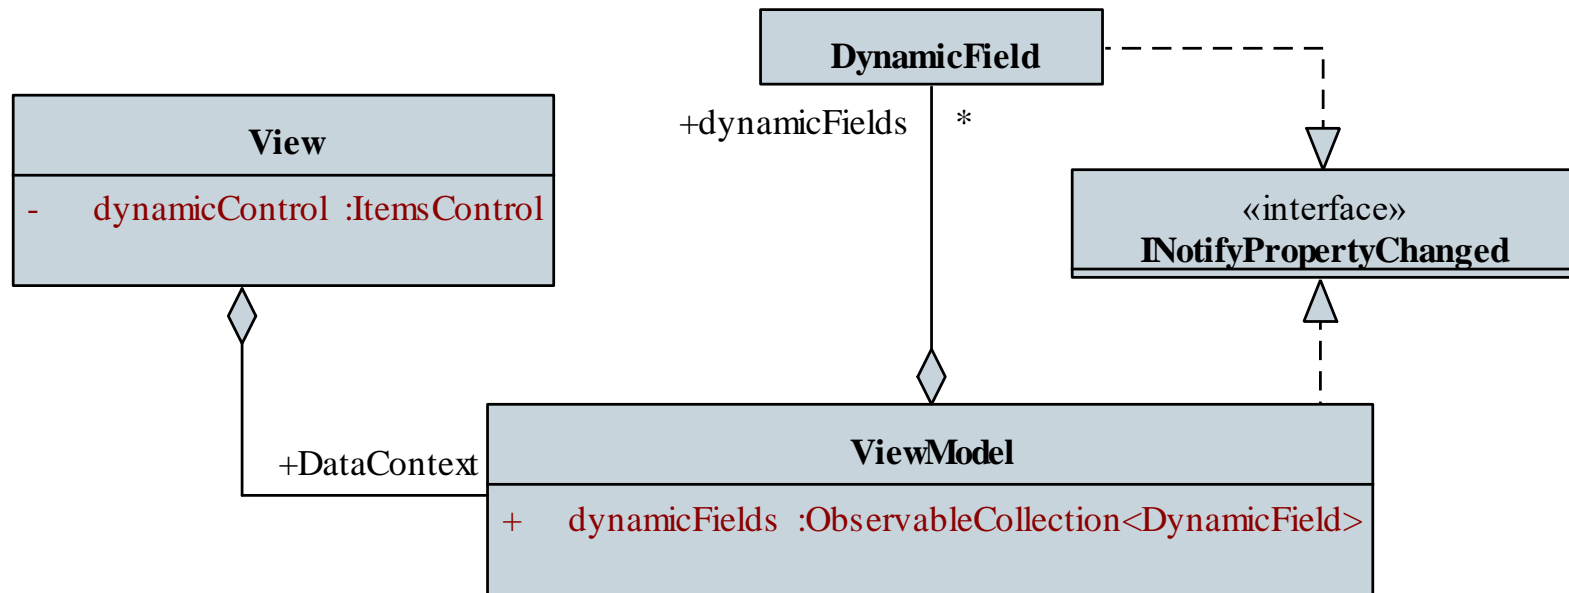 DynamicField
+dynamicFields *
View
- dynamicControl :ItemsControl
«interface»
INotifyPropertyChanged
+DataContext
ViewModel
+ dynamicFields :ObservableCollection<DynamicField>